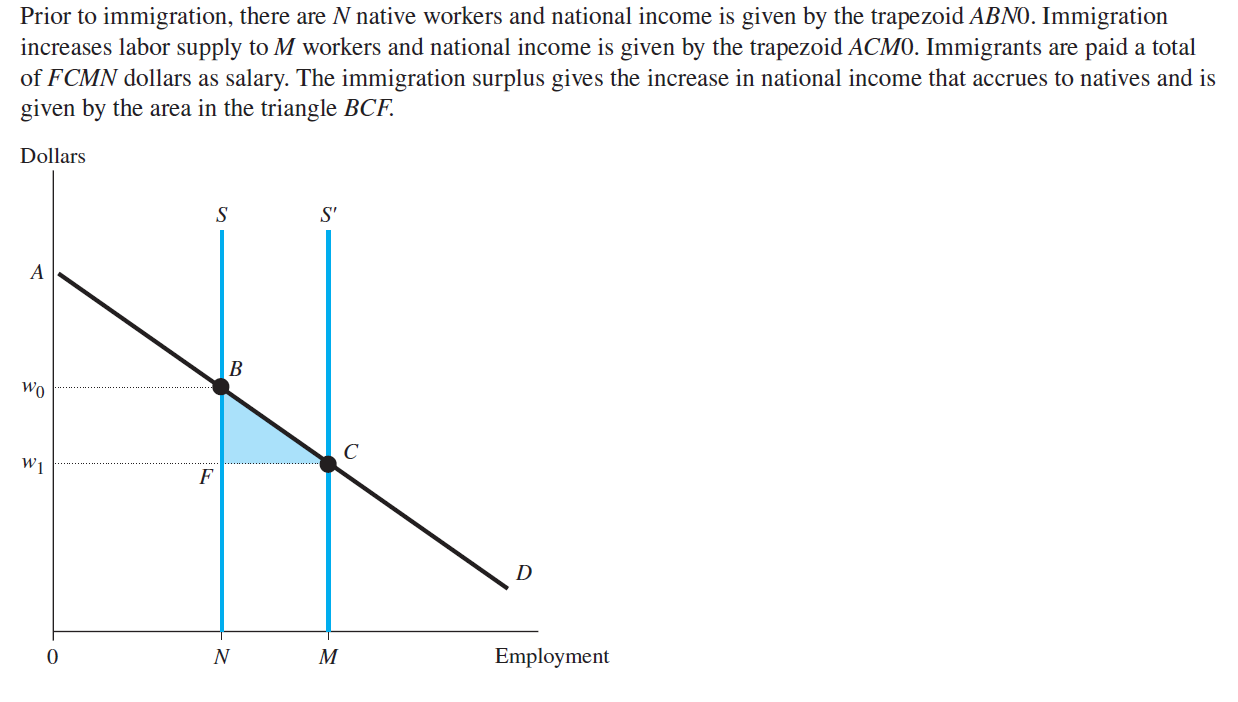 Prior to immigration, there are N native workers and national income is given by the trapezoid ABN0. Immigration
increases labor supply to M workers and national income is given by the trapezoid ACM0. Immigrants are paid a total
of FCMN dollars as salary. The immigration surplus gives the increase in national income that accrues to natives and is
given by the area in the triangle BCF.
Dollars
S S'
A
B
w0
C
w1
F
D
0 N M Employment